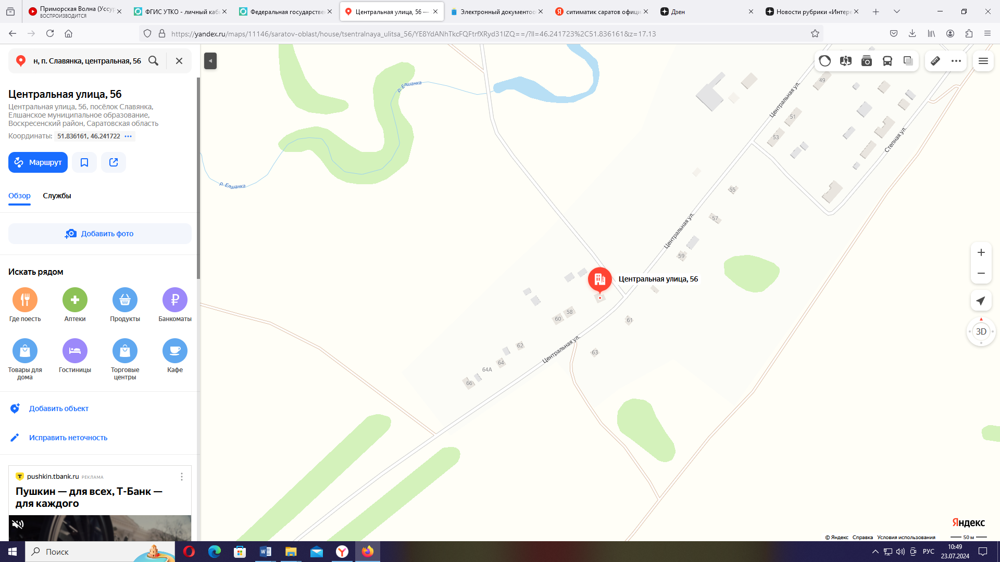 Приморская Волна (Уссур
ВОСПРОИЗВОДИТСЯ
ФГИС УТКО - личный каб
Федеральная государстве
Центральная улица, 56 —
Электронный документоо
ситиматик саратов офиц
Дзен
Новости рубрики «Интере
https://yandex.ru/maps/11146/saratov-oblast/house/tsentralnaya_ulitsa_56/YE8YdANhTkcFQFtrfXRyd31lZQ==/?ll=46.241723%2C51.836161&z=17.13
н, п. Славянка, центральная, 56
Центральная улица, 56
Центральная улица, 56, посёлок Славянка,
Елшанское муниципальное образование,
Воскресенский район, Саратовская область
Координаты: 51.836161, 46.241722 •••
Маршрут
Обзор
Службы
Добавить фото
Искать рядом
Где поесть
Аптеки
Продукты
Банкоматы
Товары для
дома
Гостиницы
Торговые
центры
Кафе
Добавить объект
Исправить неточность
pushkin.tbank.ru РЕКЛАМА
Пушкин — для всех, Т-Банк —
для каждого
р. Елшанка
р. Елшанка
Центральная ул.
49
51
53
Степная ул.
55
57
Центральная ул.
59
Центральная улица, 56
58
60
61
Центральная ул.
62
63
64
64А
66
3D
Яндекс
© Яндекс Справка Условия использования
50 м
Поиск
РУС
10:49
23.07.2024